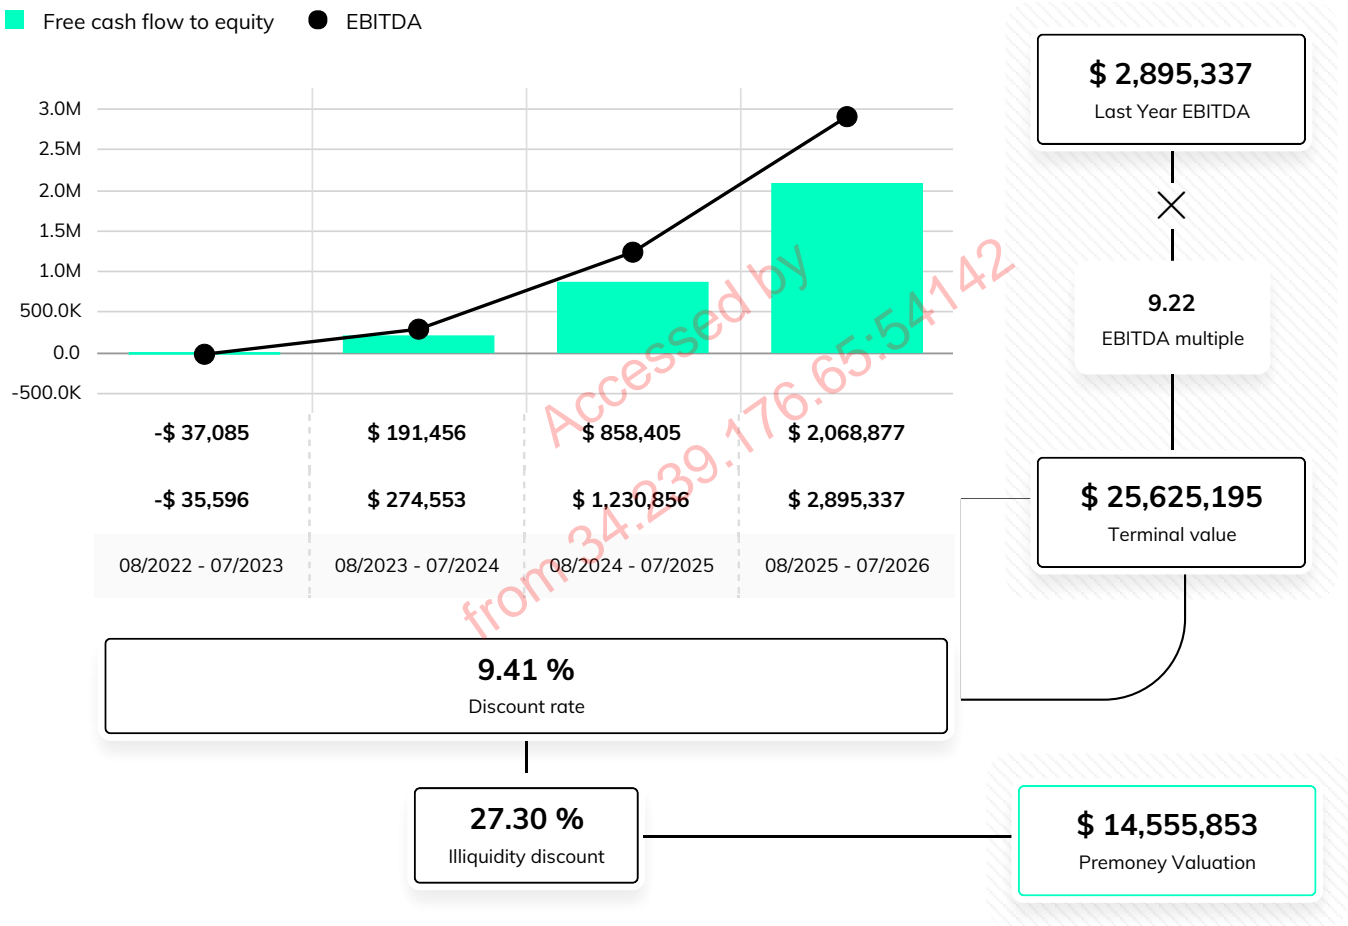 Free cash flow to equity EBITDA
3.0M
2.5M
2.0M
1.5M
1.0M
500.0K
0.0
-500.0K
-$ 37,085 $ 191,456 $ 858,405 $ 2,068,877
-$ 35,596 $ 274,553 $ 1,230,856 $ 2,895,337
08/2022 - 07/2023 08/2023 - 07/2024 08/2024 - 07/2025 08/2025 - 07/2026
$ 2,895,337
Last Year EBITDA
9.22
EBITDA multiple
$ 25,625,195
Terminal value
9.41 %
Discount rate
27.30 %
Illiquidity discount
$ 14,555,853
Premoney Valuation
Accessed by
from 34.239.176.65:54142